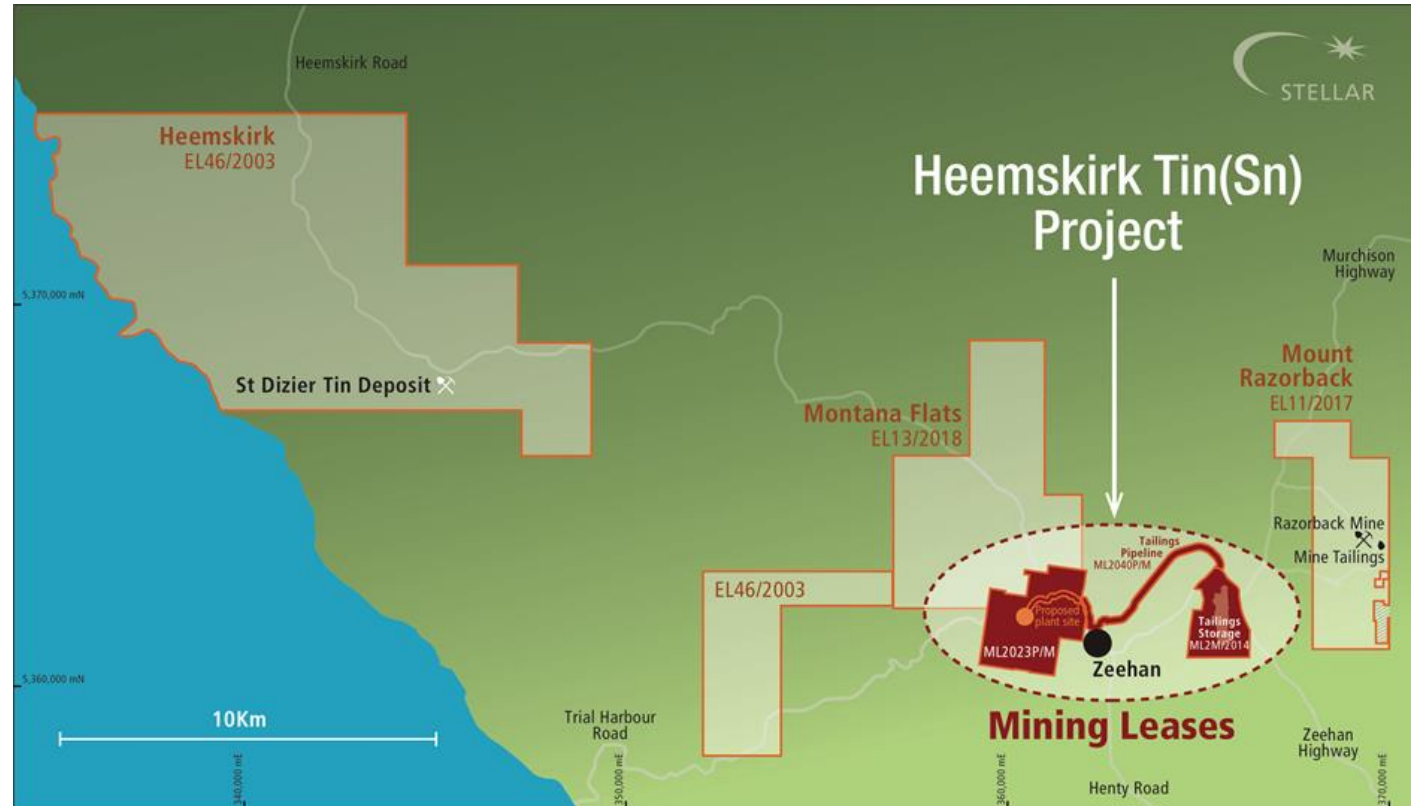 Heemskirk Road
STELLAR
Heemskirk
EL46/2003
Heemskirk Tin(Sn)
Project
Murchison
Highway
5,370,000 mN
St Dizier Tin Deposit
Mount
Razorback
EL11/2017
Montana Flats
EL13/2018
Razorback Mine
Mine Tailings
Tailings
Pipeline
ML2040P/M
EL46/2003
Proposed
plant site
ML2023P/M
Tailings
Storage
ML2M/2014
Zeehan
5,360,000 mN
10Km
Trial Harbour
Road
Mining Leases
Zeehan
Highway
Henty Road
340,000 mE
350,000 mE
360,000 mE
370,000 mE